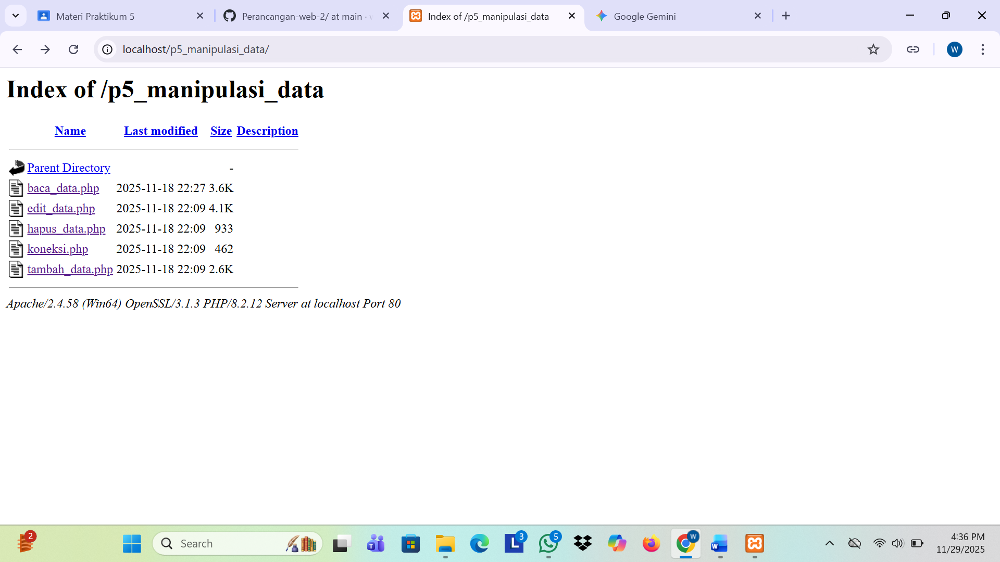 Materi Praktikum 5
Perancangan-web-2/ at main ·
Index of /p5_manipulasi_data
Google Gemini
localhost/p5_manipulasi_data/
W
Index of /p5_manipulasi_data
Name Last modified Size Description
Parent Directory -
baca_data.php 2025-11-18 22:27 3.6K
edit_data.php 2025-11-18 22:09 4.1K
hapus_data.php 2025-11-18 22:09 933
koneksi.php 2025-11-18 22:09 462
tambah_data.php 2025-11-18 22:09 2.6K
Apache/2.4.58 (Win64) OpenSSL/3.1.3 PHP/8.2.12 Server at localhost Port 80
2
Search
T
L 3
5
W
W
4:36 PM
11/29/2025